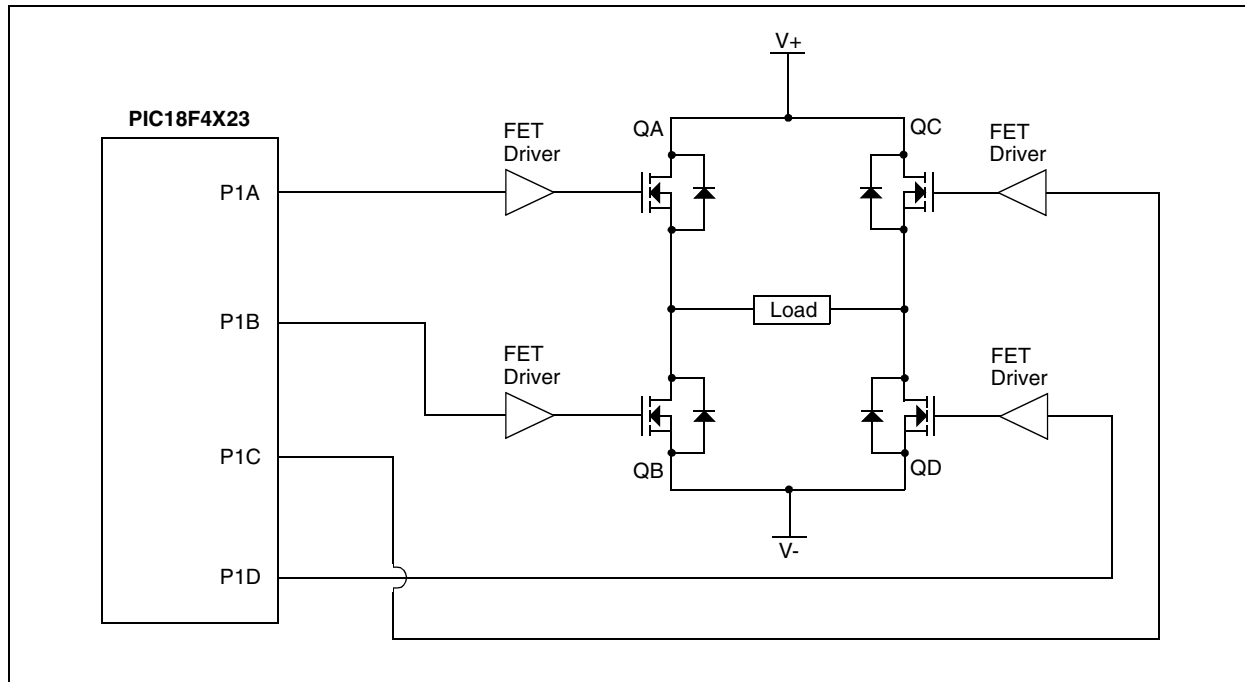 V+
PIC18F4X23
FET
Driver
QA
QC
FET
Driver
P1A
Load
P1B
FET
Driver
FET
Driver
P1C
QB
QD
V-
P1D